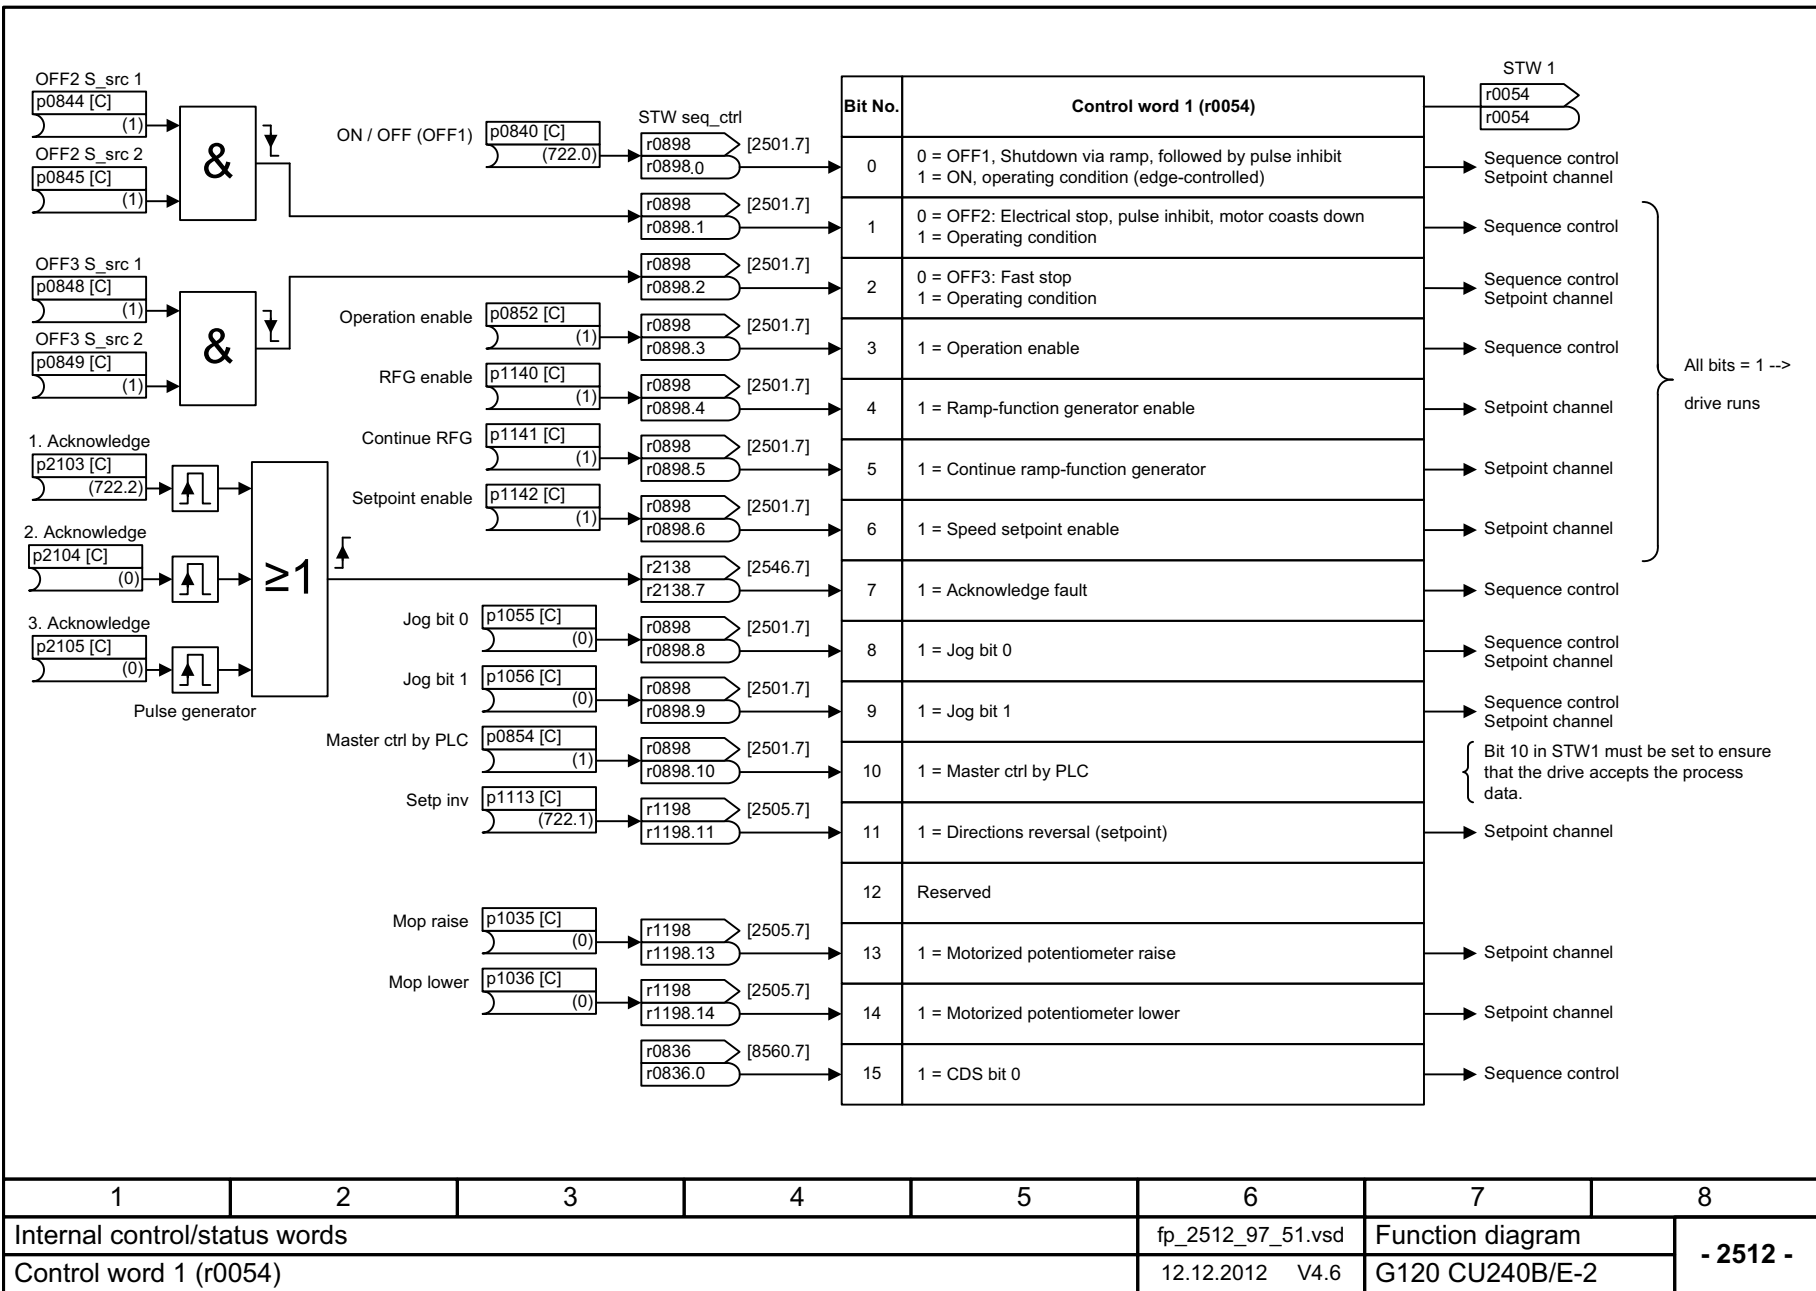 OFF2 S_src 1
p0844 [C]
(1)
OFF2 S_src 2
p0845 [C]
(1)
&
OFF3 S_src 1
p0848 [C]
(1)
OFF3 S_src 2
p0849 [C]
(1)
&
1. Acknowledge
p2103 [C]
(722.2)
2. Acknowledge
p2104 [C]
(0)
3. Acknowledge
p2105 [C]
(0)
≥1
Pulse generator
ON / OFF (OFF1)
p0840 [C]
(722.0)
Operation enable
p0852 [C]
(1)
RFG enable
p1140 [C]
(1)
Continue RFG
p1141 [C]
(1)
Setpoint enable
p1142 [C]
(1)
Jog bit 0
p1055 [C]
(0)
Jog bit 1
p1056 [C]
(0)
Master ctrl by PLC
p0854 [C]
(1)
Setp inv
p1113 [C]
(722.1)
Mop raise
p1035 [C]
(0)
Mop lower
p1036 [C]
(0)
STW seq_ctrl
r0898 [2501.7]
r0898.0
r0898 [2501.7]
r0898.1
r0898 [2501.7]
r0898.2
r0898 [2501.7]
r0898.3
r0898 [2501.7]
r0898.4
r0898 [2501.7]
r0898.5
r0898 [2501.7]
r0898.6
r2138 [2546.7]
r2138.7
r0898 [2501.7]
r0898.8
r0898 [2501.7]
r0898.9
r0898 [2501.7]
r0898.10
r1198 [2505.7]
r1198.11
r1198 [2505.7]
r1198.13
r1198 [2505.7]
r1198.14
r0836 [8560.7]
r0836.0
Bit No. Control word 1 (r0054)
0
0 = OFF1, Shutdown via ramp, followed by pulse inhibit
1 = ON, operating condition (edge-controlled)
1
0 = OFF2: Electrical stop, pulse inhibit, motor coasts down
1 = Operating condition
2
0 = OFF3: Fast stop
1 = Operating condition
3 1 = Operation enable
4 1 = Ramp-function generator enable
5 1 = Continue ramp-function generator
6 1 = Speed setpoint enable
7 1 = Acknowledge fault
8 1 = Jog bit 0
9 1 = Jog bit 1
10 1 = Master ctrl by PLC
11 1 = Directions reversal (setpoint)
12 Reserved
13 1 = Motorized potentiometer raise
14 1 = Motorized potentiometer lower
15 1 = CDS bit 0
STW 1
r0054
r0054
Sequence control
Setpoint channel
Sequence control
Sequence control
Setpoint channel
Sequence control
Setpoint channel
Setpoint channel
Setpoint channel
Sequence control
Sequence control
Setpoint channel
Sequence control
Setpoint channel
Bit 10 in STW1 must be set to ensure
that the drive accepts the process
data.
Setpoint channel
Setpoint channel
Setpoint channel
Sequence control
All bits = 1 -->
drive runs
1 2 3 4 5 6 7 8
Internal control/status words fp_2512_97_51.vsd Function diagram
- 2512 -
Control word 1 (r0054) 12.12.2012 V4.6 G120 CU240B/E-2